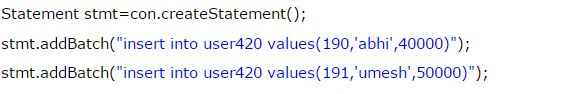 Statement stmt=con.createStatement();
stmt.addBatch("insert into user420 values(190,'abhi',40000)");
stmt.addBatch("insert into user420 values(191,'umesh',50000)");